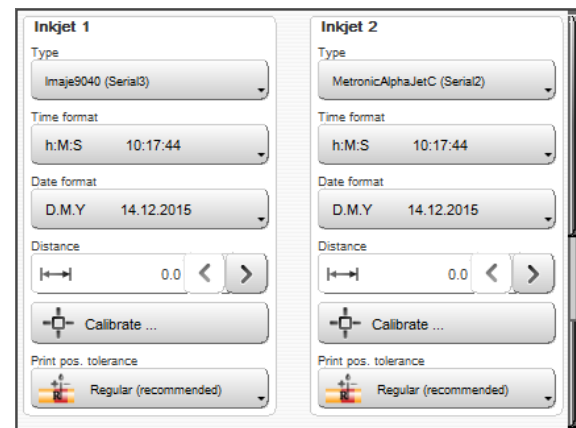 Inkjet 1
Type
Imaje9040 (Serial3)
Time format
h:M:S 10:17:44
Date format
D.M.Y 14.12.2015
Distance
0.0
Calibrate ...
Print pos. tolerance
R
Regular (recommended)
Inkjet 2
Type
MetronicAlphaJetC (Serial2)
Time format
h:M:S 10:17:44
Date format
D.M.Y 14.12.2015
Distance
0.0
Calibrate ...
Print pos. tolerance
R
Regular (recommended)